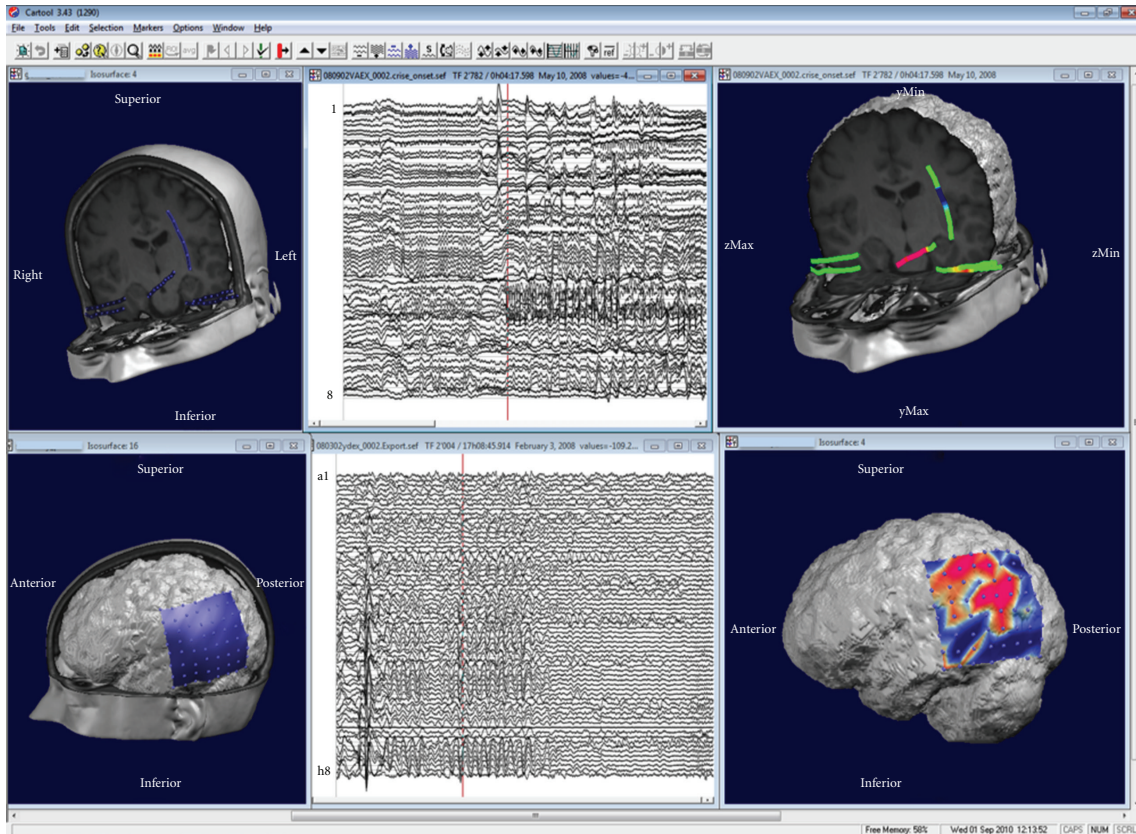 Cartool 3.43 (1290)
File Tools Edit Selection Markers Options Window Help
ref
Isosurface: 4
Superior
Right
Left
Inferior
080902VAEX_0002.crise_onset.sef TF 2'782 / 0h04:17.598 May 10, 2008 values= -4...
1
8
080902VAEX_0002.crise_onset.sef TF 2'782 / 0h04:17.598 May 10, 2008
yMin
zMax
zMin
yMax
Isosurface: 16
Superior
Anterior
Posterior
Inferior
080302ydex_0002.Export.sef TF 2'004 / 17h08:45.914 February 3, 2008 values= -109.2...
a1
h8
Isosurface: 4
Superior
Anterior
Posterior
Inferior
Free Memory: 58% Wed 01 Sep 2010 12:13:52 CAPS NUM